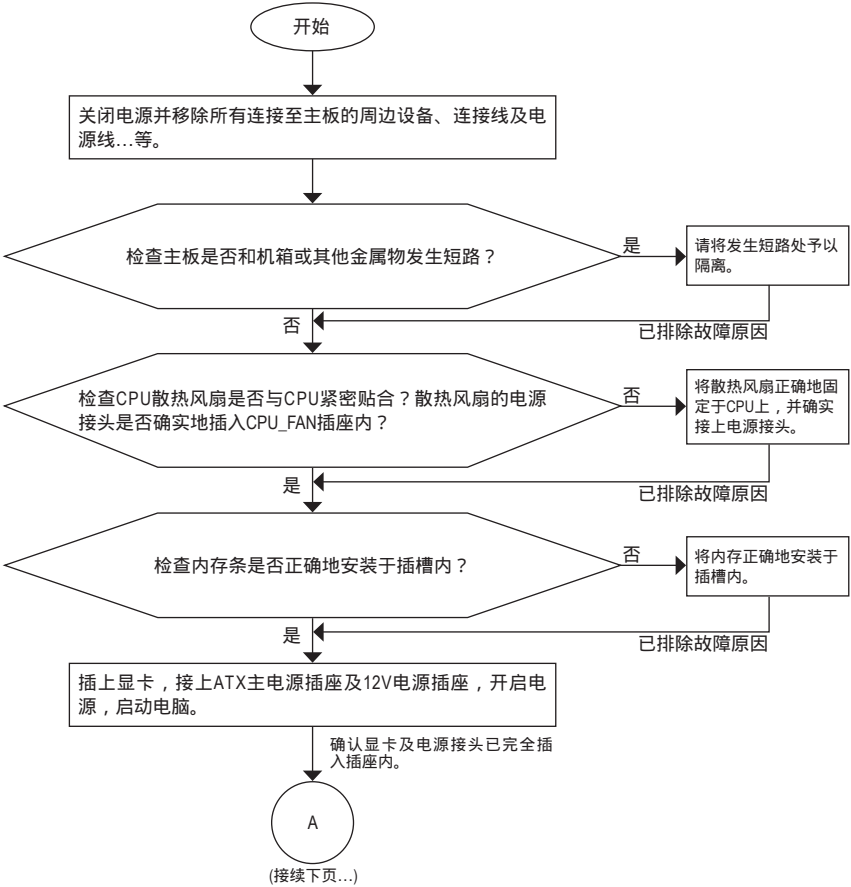 开始
关闭电源并移除所有连接至主板的周边设备、连接线及电
源线...等。
检查主板是否和机箱或其他金属物发生短路？
是
请将发生短路处予以
隔离。
否
已排除故障原因
检查CPU散热风扇是否与CPU紧密贴合？散热风扇的电源
接头是否确实地插入CPU_FAN插座内？
否
将散热风扇正确地固
定于CPU上，并确实
接上电源接头。
是
已排除故障原因
检查内存条是否正确地安装于插槽内？
否
将内存正确地安装于
插槽内。
是
已排除故障原因
插上显卡，接上ATX主电源插座及12V电源插座，开启电
源，启动电脑。
确认显卡及电源接头已完全插
入插座内。
A
(接续下页...)